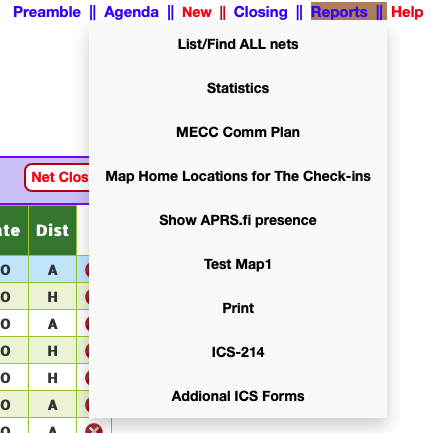 Preamble || Agenda || New || Closing || Reports || Help
List/Find ALL nets
Statistics
MECC Comm Plan
Net Clos
Map Home Locations for The Check-ins
Show APRS.fi presence
te Dist
Test Map1
O A
O H
Print
O A
O H
ICS-214
O H
O A
Addional ICS Forms
O A